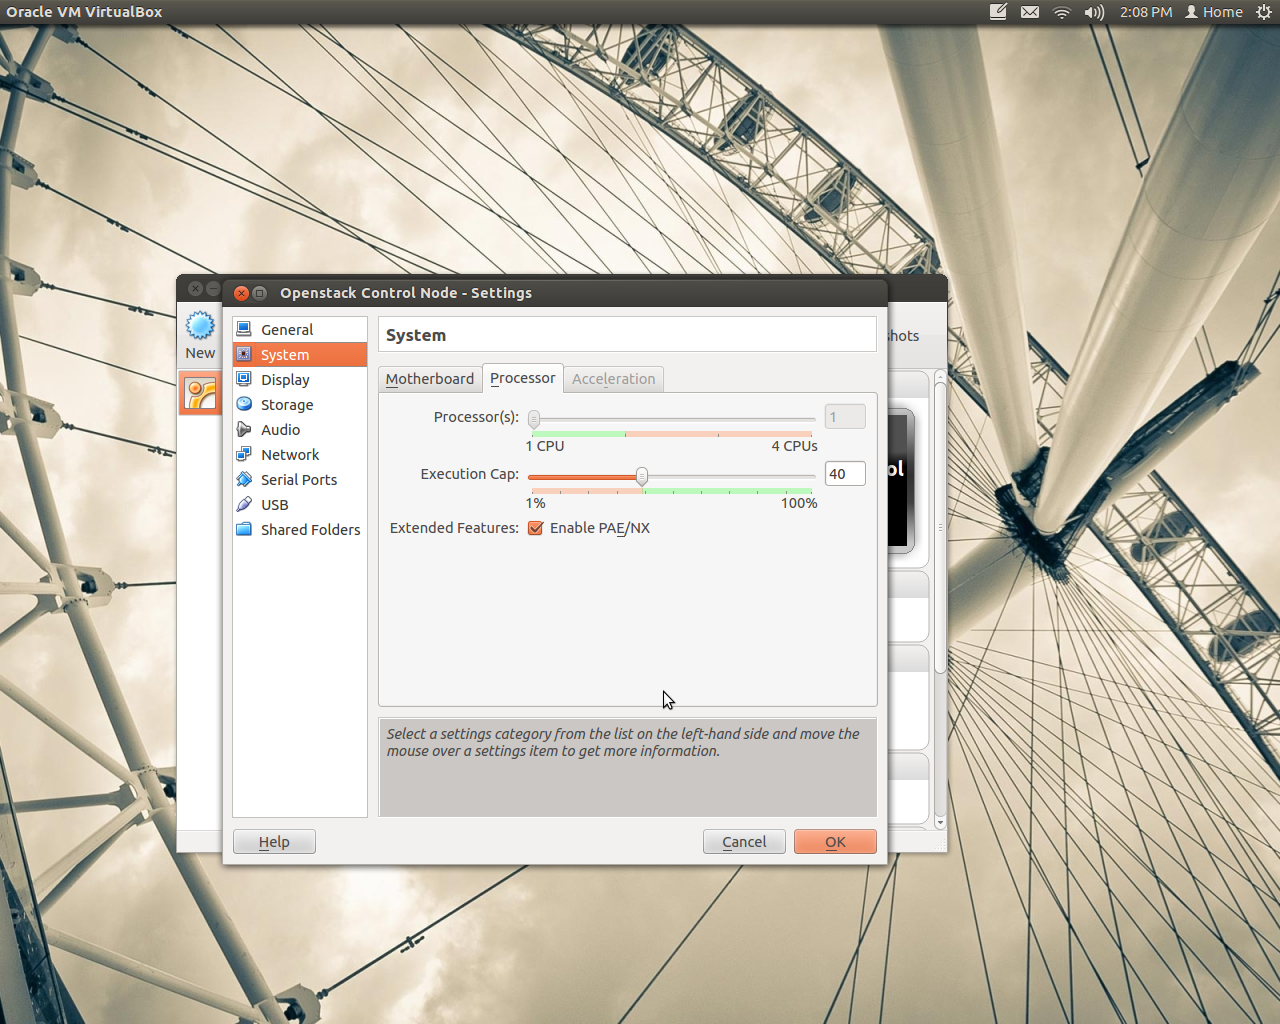 Oracle VM VirtualBox
2:08 PM
Home
Openstack Control Node - Settings
New
General
System
Display
Storage
Audio
Network
Serial Ports
USB
Shared Folders
System
Motherboard
Processor
Acceleration
Processor(s):
1
1 CPU
4 CPUs
Execution Cap:
40
1%
100%
Extended Features:
Enable PAE/NX
Select a settings category from the list on the left-hand side and move the
mouse over a settings item to get more information.
Help
Cancel
OK
hots
ol